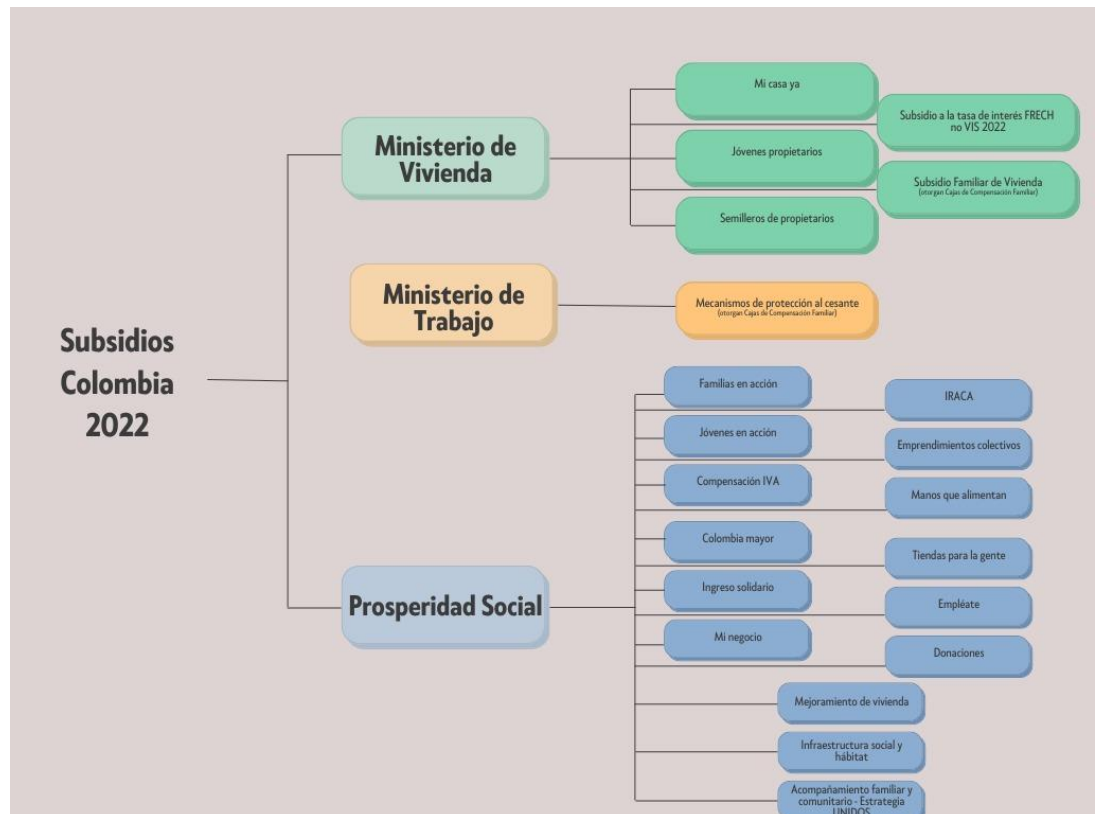 Subsidios
Colombia
2022
Ministerio de
Vivienda
Mi casa ya
Subsidio a la tasa de interés FRECH
no VIS 2022
Jóvenes propietarios
Subsidio Familiar de Vivienda
(otorgan Cajas de Compensación Familiar)
Semilleros de propietarios
Ministerio de
Trabajo
Mecanismos de protección al cesante
(otorgan Cajas de Compensación Familiar)
Prosperidad Social
Familias en acción
IRACA
Jóvenes en acción
Emprendimientos colectivos
Compensación IVA
Manos que alimentan
Colombia mayor
Tiendas para la gente
Ingreso solidario
Empléate
Mi negocio
Donaciones
Mejoramiento de vivienda
Infraestructura social y
hábitat
Acompañamiento familiar y
comunitario - Estrategia
UNIDOS